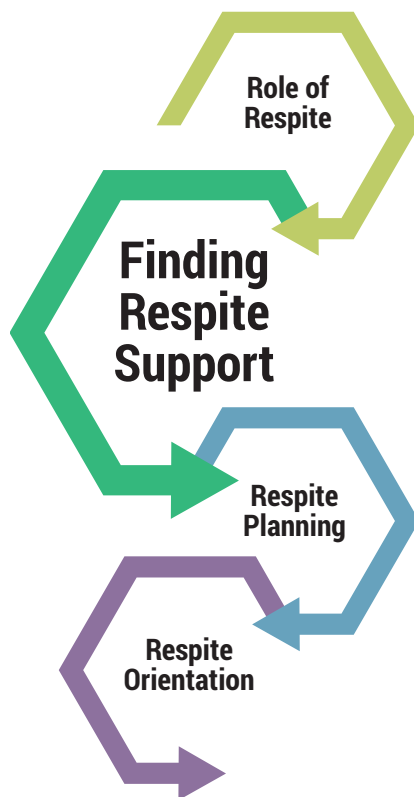 Role of
Respite
Finding
Respite
Support
Respite
Planning
Respite
Orientation